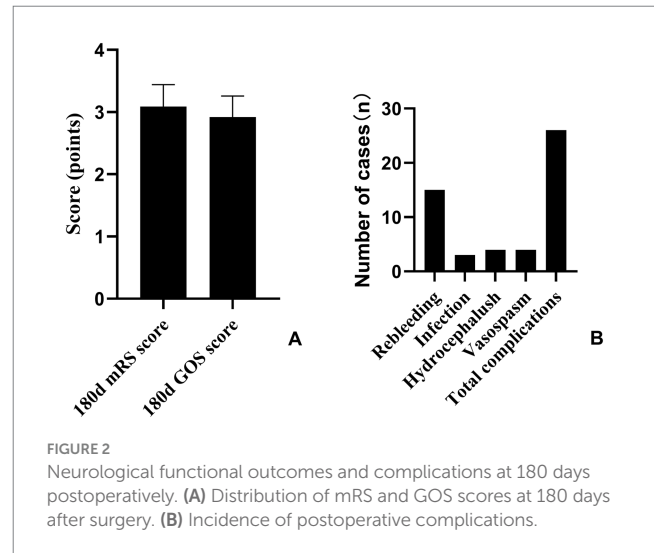 Score (points)
4
3
2
1
0
180d mRS score
180d GOS score
A
Number of cases (n)
30
20
10
0
Rebleeding
Infection
Hydrocephalush
Vasospasm
Total complications
B
FIGURE 2
Neurological functional outcomes and complications at 180 days
postoperatively. (A) Distribution of mRS and GOS scores at 180 days
after surgery. (B) Incidence of postoperative complications.